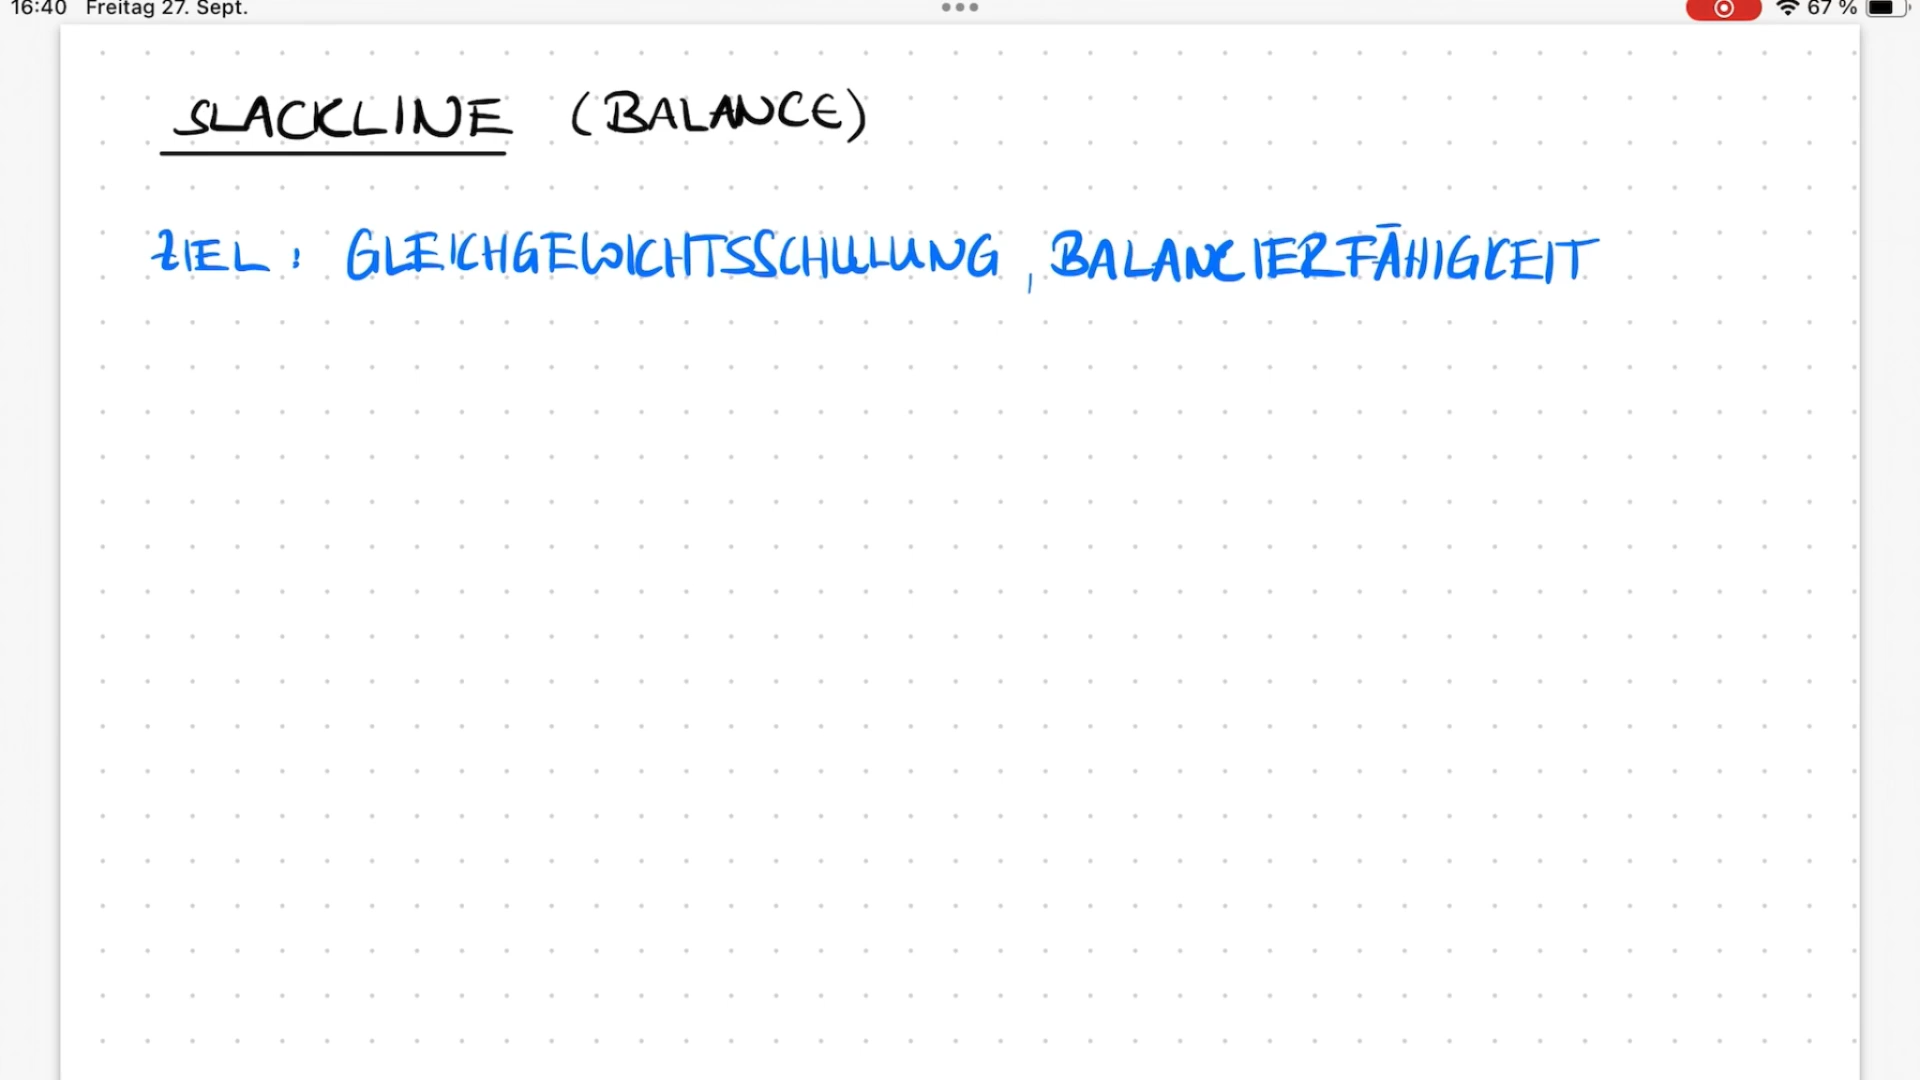 16:40 Freitag 27. Sept. 67 %
SLACKLINE (BALANCE)
ZIEL: GLEICHGEWICHTSSCHULUNG, BALANCIERFÄHIGKEIT